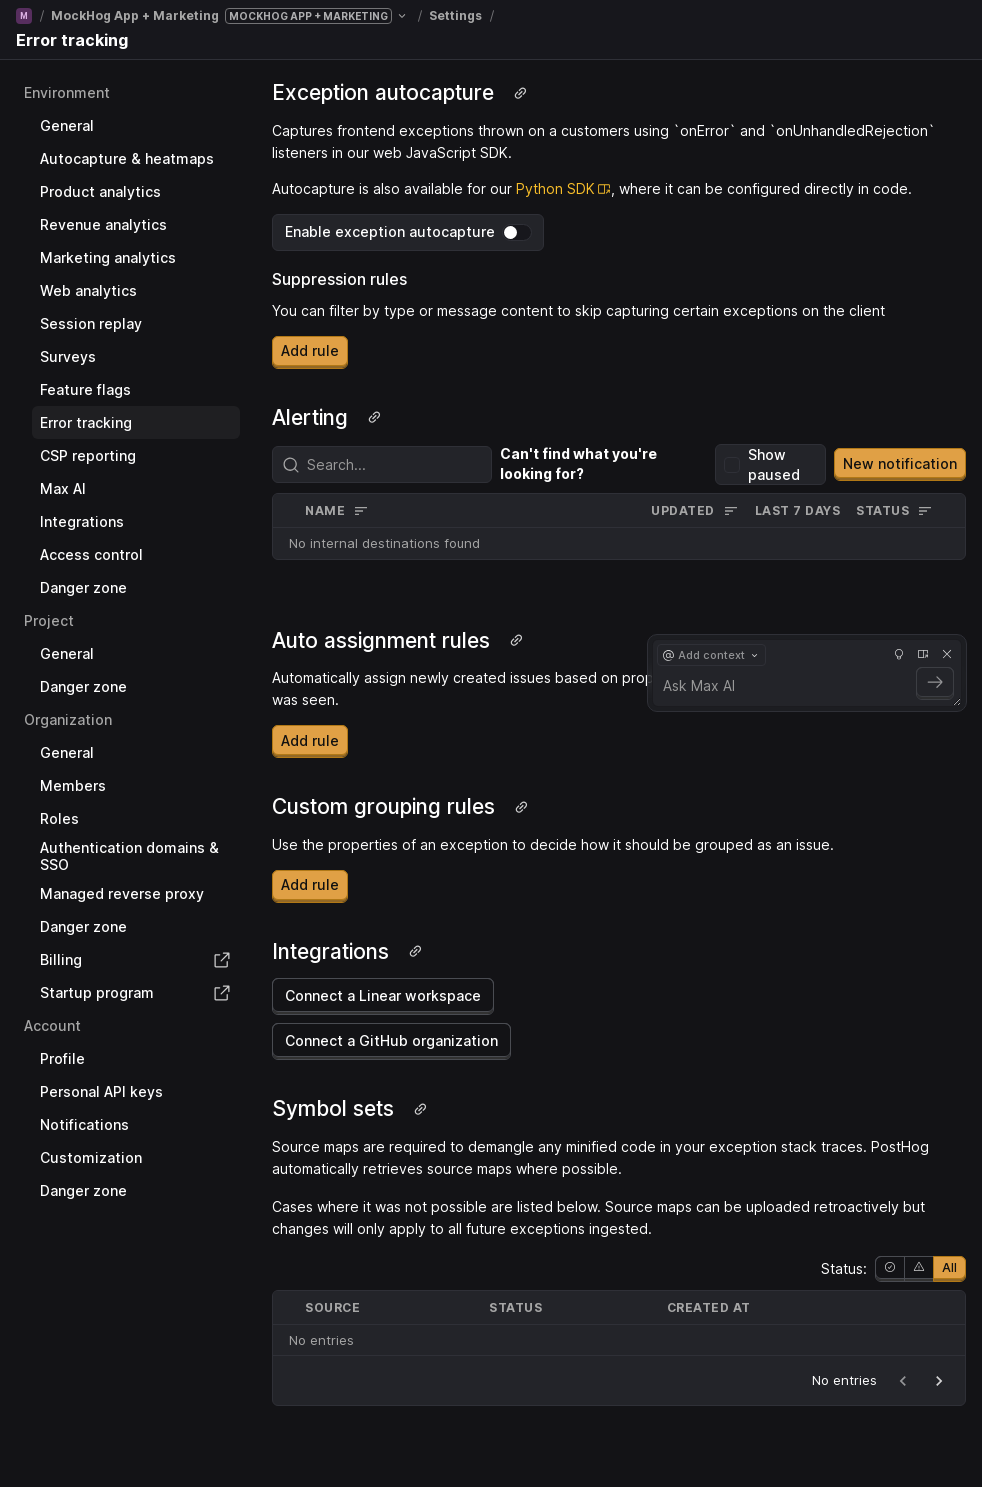 M / MockHog App + Marketing MOCKHOG APP + MARKETING / Settings /
Error tracking
Environment
General
Autocapture & heatmaps
Product analytics
Revenue analytics
Marketing analytics
Web analytics
Session replay
Surveys
Feature flags
Error tracking
CSP reporting
Max AI
Integrations
Access control
Danger zone
Project
General
Danger zone
Organization
General
Members
Roles
Authentication domains &
SSO
Managed reverse proxy
Danger zone
Billing
Startup program
Account
Profile
Personal API keys
Notifications
Customization
Danger zone
Exception autocapture
Captures frontend exceptions thrown on a customers using `onError` and `onUnhandledRejection`
listeners in our web JavaScript SDK.
Autocapture is also available for our Python SDK, where it can be configured directly in code.
Enable exception autocapture
Suppression rules
You can filter by type or message content to skip capturing certain exceptions on the client
Add rule
Alerting
Search...
Can't find what you're
looking for?
Show
paused
New notification
NAME UPDATED LAST 7 DAYS STATUS
No internal destinations found
Auto assignment rules
Automatically assign newly created issues based on prop
was seen.
@ Add context
Ask Max AI
Add rule
Custom grouping rules
Use the properties of an exception to decide how it should be grouped as an issue.
Add rule
Integrations
Connect a Linear workspace
Connect a GitHub organization
Symbol sets
Source maps are required to demangle any minified code in your exception stack traces. PostHog
automatically retrieves source maps where possible.
Cases where it was not possible are listed below. Source maps can be uploaded retroactively but
changes will only apply to all future exceptions ingested.
Status: All
SOURCE STATUS CREATED AT
No entries
No entries